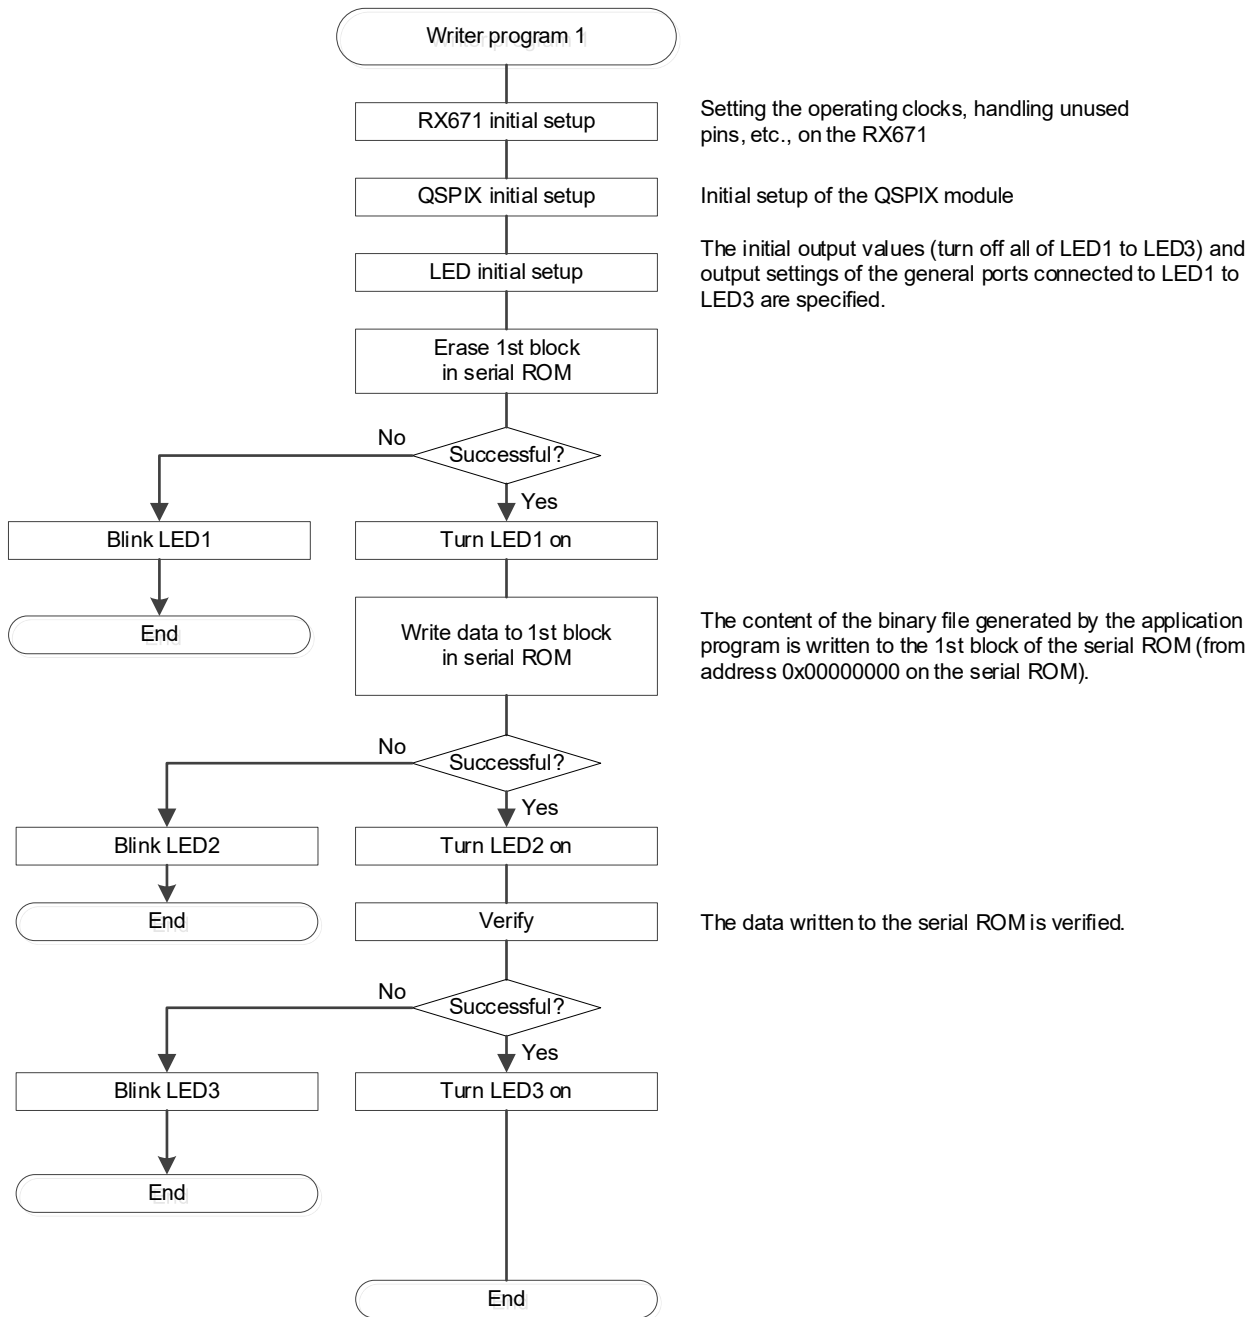 Writer program 1
RX671 initial setup
Setting the operating clocks, handling unused
pins, etc., on the RX671
QSPIX initial setup
Initial setup of the QSPIX module
LED initial setup
The initial output values (turn off all of LED1 to LED3) and
output settings of the general ports connected to LED1 to
LED3 are specified.
Erase 1st block
in serial ROM
No
Successful?
Yes
Blink LED1
Turn LED1 on
End
Write data to 1st block
in serial ROM
The content of the binary file generated by the application
program is written to the 1st block of the serial ROM (from
address 0x00000000 on the serial ROM).
No
Successful?
Yes
Blink LED2
Turn LED2 on
End
Verify
The data written to the serial ROM is verified.
No
Successful?
Yes
Blink LED3
Turn LED3 on
End
End